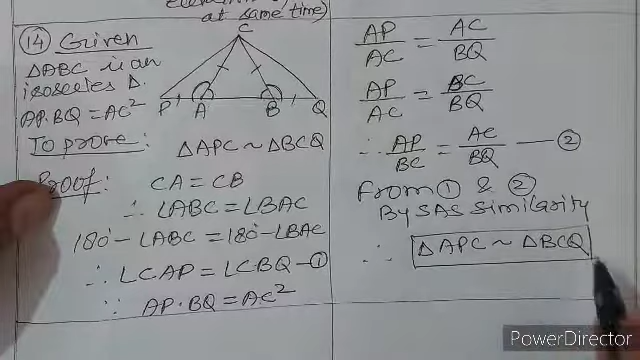 at same time)
14 Given
ΔABC is an
isosceles Δ.
AP·BQ = AC²
C
P A B Q
To prove: ΔAPC ~ ΔBCQ
Proof: CA = CB
∴ ∠ABC = ∠BAC
180° - ∠ABC = 180° - ∠BAC
∴ ∠CAP = ∠CBQ - 1
∵ AP·BQ = AC²
AP/AC = AC/BQ
AP/AC = BC/BQ
∴ AP/BC = AC/BQ — 2
From 1 & 2
By SAS similarity
∴ ΔAPC ~ ΔBCQ
POWERDIRECTOR